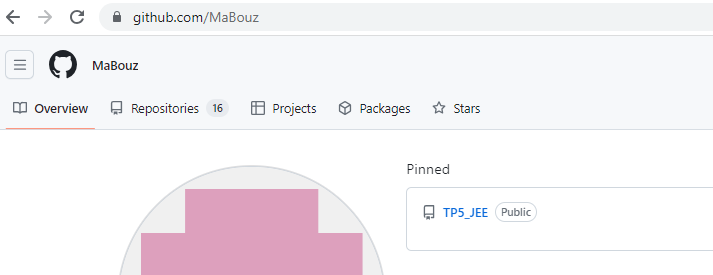 github.com/MaBouz
MaBouz
Overview Repositories 16 Projects Packages Stars
Pinned
TP5_JEE Public